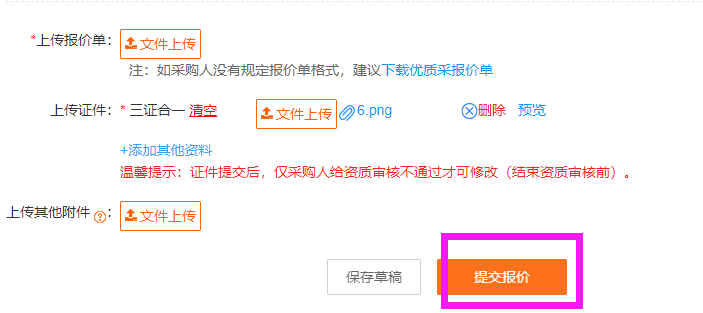 *上传报价单： 文件上传
注：如采购人没有规定报价单格式，建议下载优质采报价单
上传证件：* 三证合一 清空 文件上传 6.png 删除 预览
+添加其他资料
温馨提示：证件提交后，仅采购人给资质审核不通过才可修改（结束资质审核前）。
上传其他附件 ?： 文件上传
保存草稿 提交报价